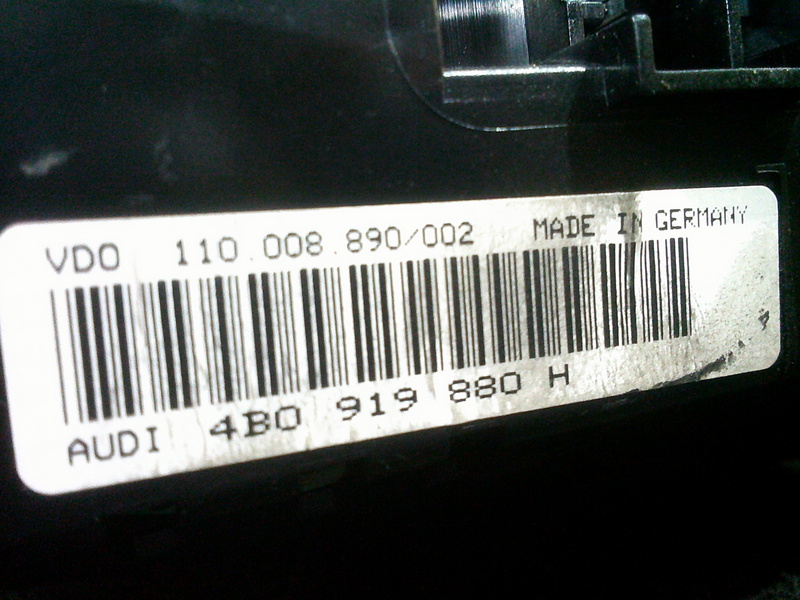 VDO 110.008.890/002 MADE IN GERMANY
AUDI 4B0 919 880 H